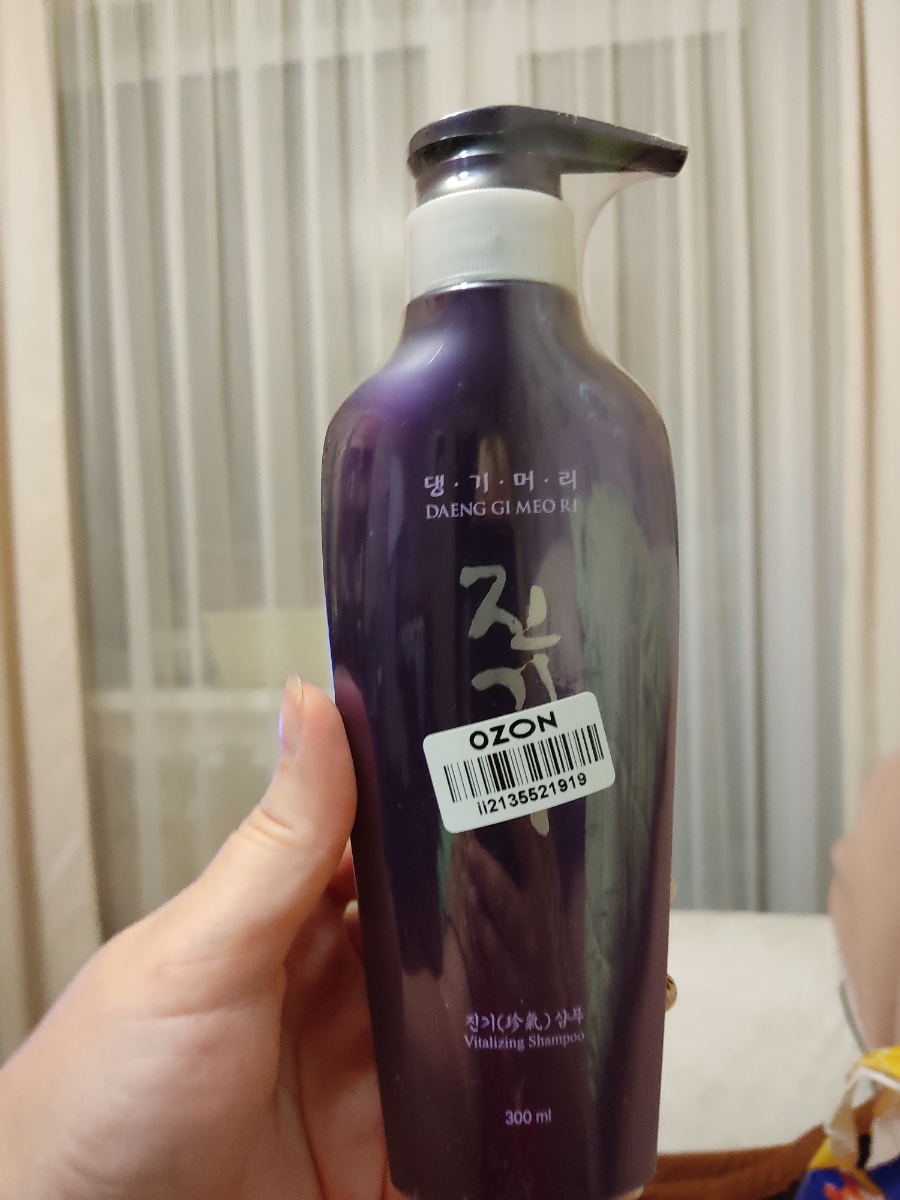 댕·기·머·리
DAENG GI MEO RI
진
기
OZON
ii2135521919
진기(珍氣) 샴푸
Vitalizing Shampoo
300 ml